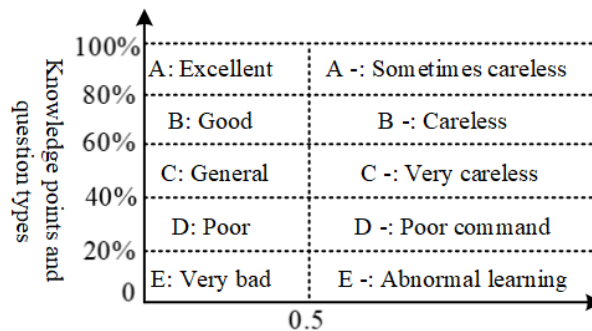 100%
A: Excellent
A -: Sometimes careless
80%
B: Good
B -: Careless
60%
C: General
C -: Very careless
40%
D: Poor
D -: Poor command
20%
E: Very bad
E -: Abnormal learning
0
0.5
Knowledge points and
question types